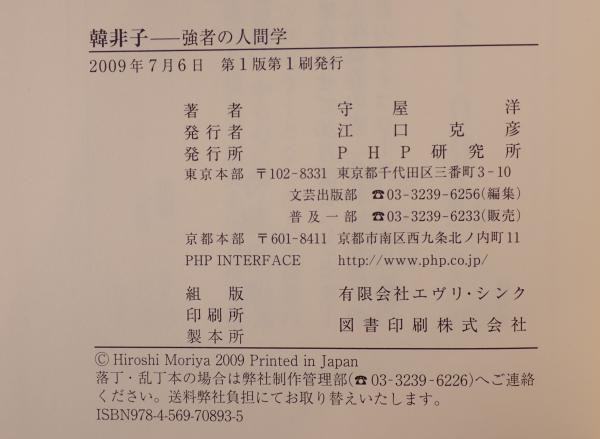 韓非子――強者の人間学
2009年7月6日 第1版第1刷発行
著者 守屋洋
発行者 江口克彦
発行所 PHP研究所
東京本部 〒102-8331 東京都千代田区三番町3-10
文芸出版部 ☎03-3239-6256(編集)
普及一部 ☎03-3239-6233(販売)
京都本部 〒601-8411 京都市南区西九条北ノ内町11
PHP INTERFACE http://www.php.co.jp/
組版 有限会社エヴリ・シンク
印刷所
製本所 図書印刷株式会社
© Hiroshi Moriya 2009 Printed in Japan
落丁・乱丁本の場合は弊社制作管理部(☎03-3239-6226)へご連絡
ください。送料弊社負担にてお取り替えいたします。
ISBN978-4-569-70893-5